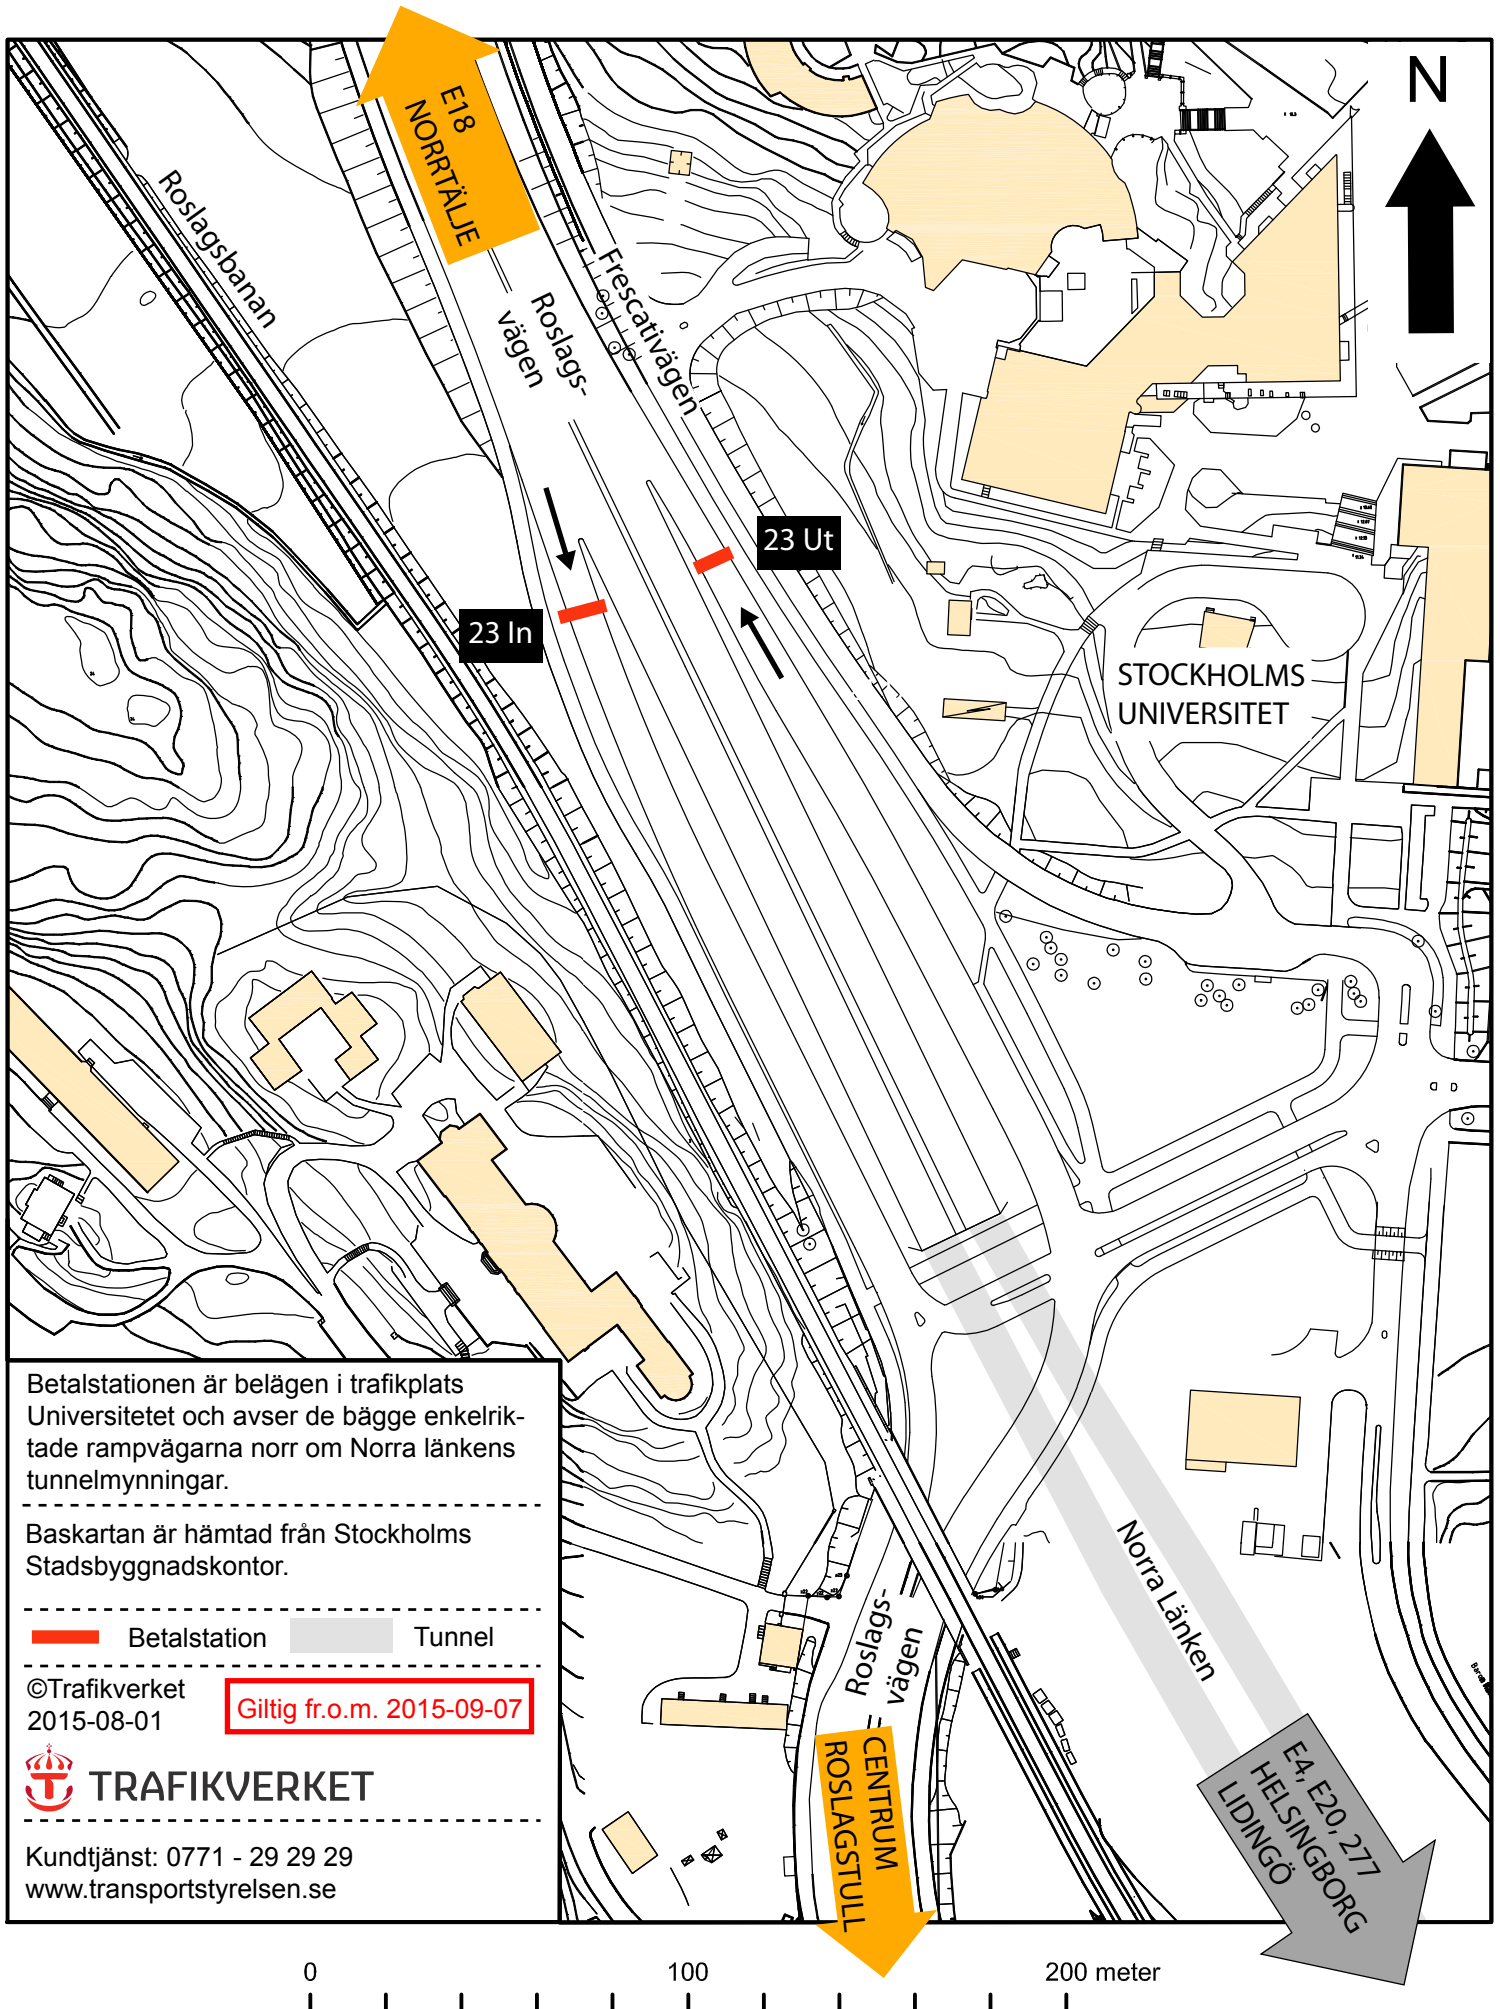 E18
NORRTÄLJE
N
Roslagsbanan
Roslags-
vägen
Frescativägen
23 Ut
23 In
STOCKHOLMS
UNIVERSITET
Betalstationen är belägen i trafikplats
Universitetet och avser de bägge enkelrik-
tade rampvägarna norr om Norra länkens
tunnelmynningar.
Baskartan är hämtad från Stockholms
Stadsbyggnadskontor.
Betalstation
Tunnel
©Trafikverket
2015-08-01
Giltig fr.o.m. 2015-09-07
TRAFIKVERKET
Kundtjänst: 0771 - 29 29 29
www.transportstyrelsen.se
Norra Länken
Roslags-
vägen
CENTRUM
ROSLAGSTULL
E4, E20, 277
HELSINGBORG
LIDINGÖ
0
100
200 meter